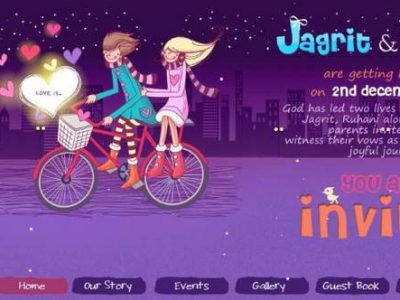 LOVE IS..
Jagrit &
are getting
on 2nd decem
God has led two lives
Jagrit, Ruhani alo
parents invite
witness their vows as
joyful jou
YOU A
invi
Home Our Story Events Gallery Guest Book